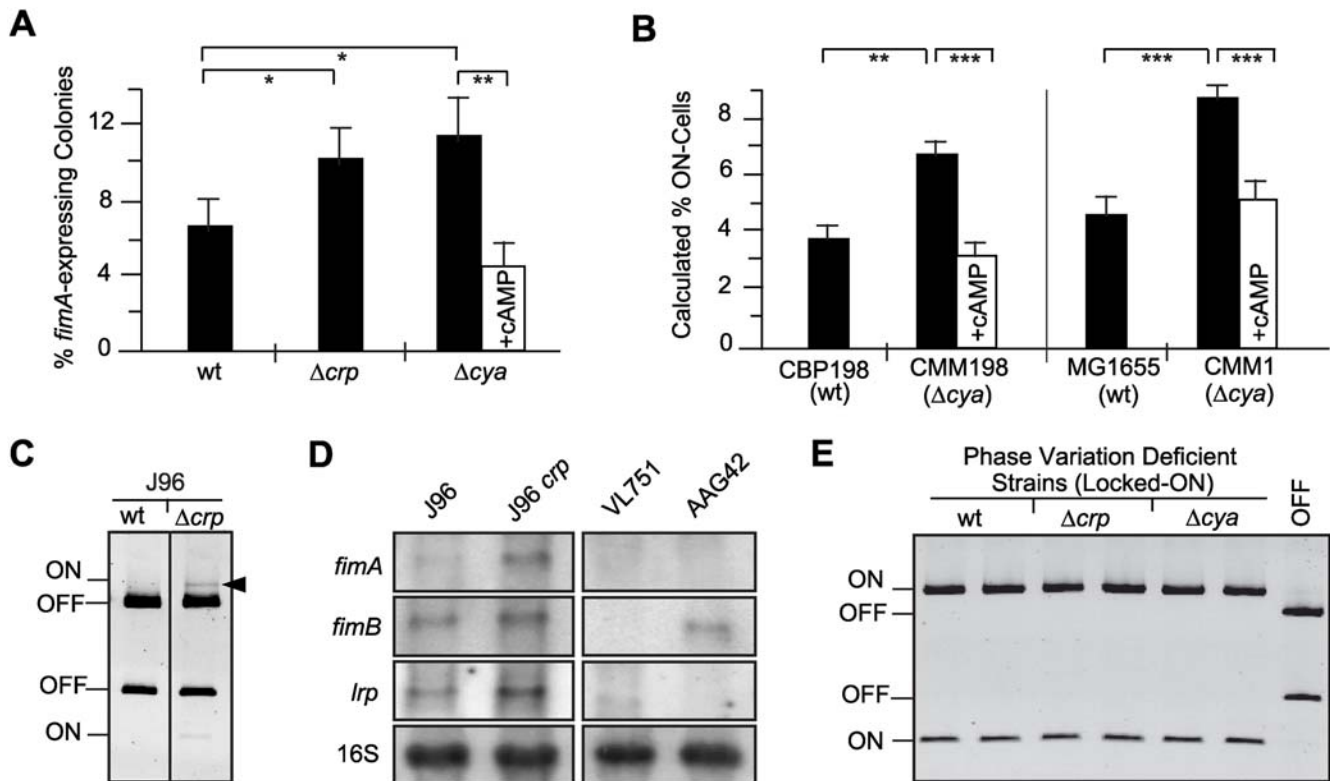 A
% fimA-expressing Colonies
12
8
4
0
*
*
**
+cAMP
wt
Δcrp
Δcya
B
Calculated % ON-Cells
8
6
4
2
0
**
***
***
***
+cAMP
+cAMP
CBP198
(wt)
CMM198
(Δcya)
MG1655
(wt)
CMM1
(Δcya)
C
J96
wt
Δcrp
ON
OFF
OFF
ON
D
J96
J96 crp
VL751
AAG42
fimA
fimB
lrp
16S
E
Phase Variation Deficient
Strains (Locked-ON)
wt
Δcrp
Δcya
OFF
ON
OFF
OFF
ON